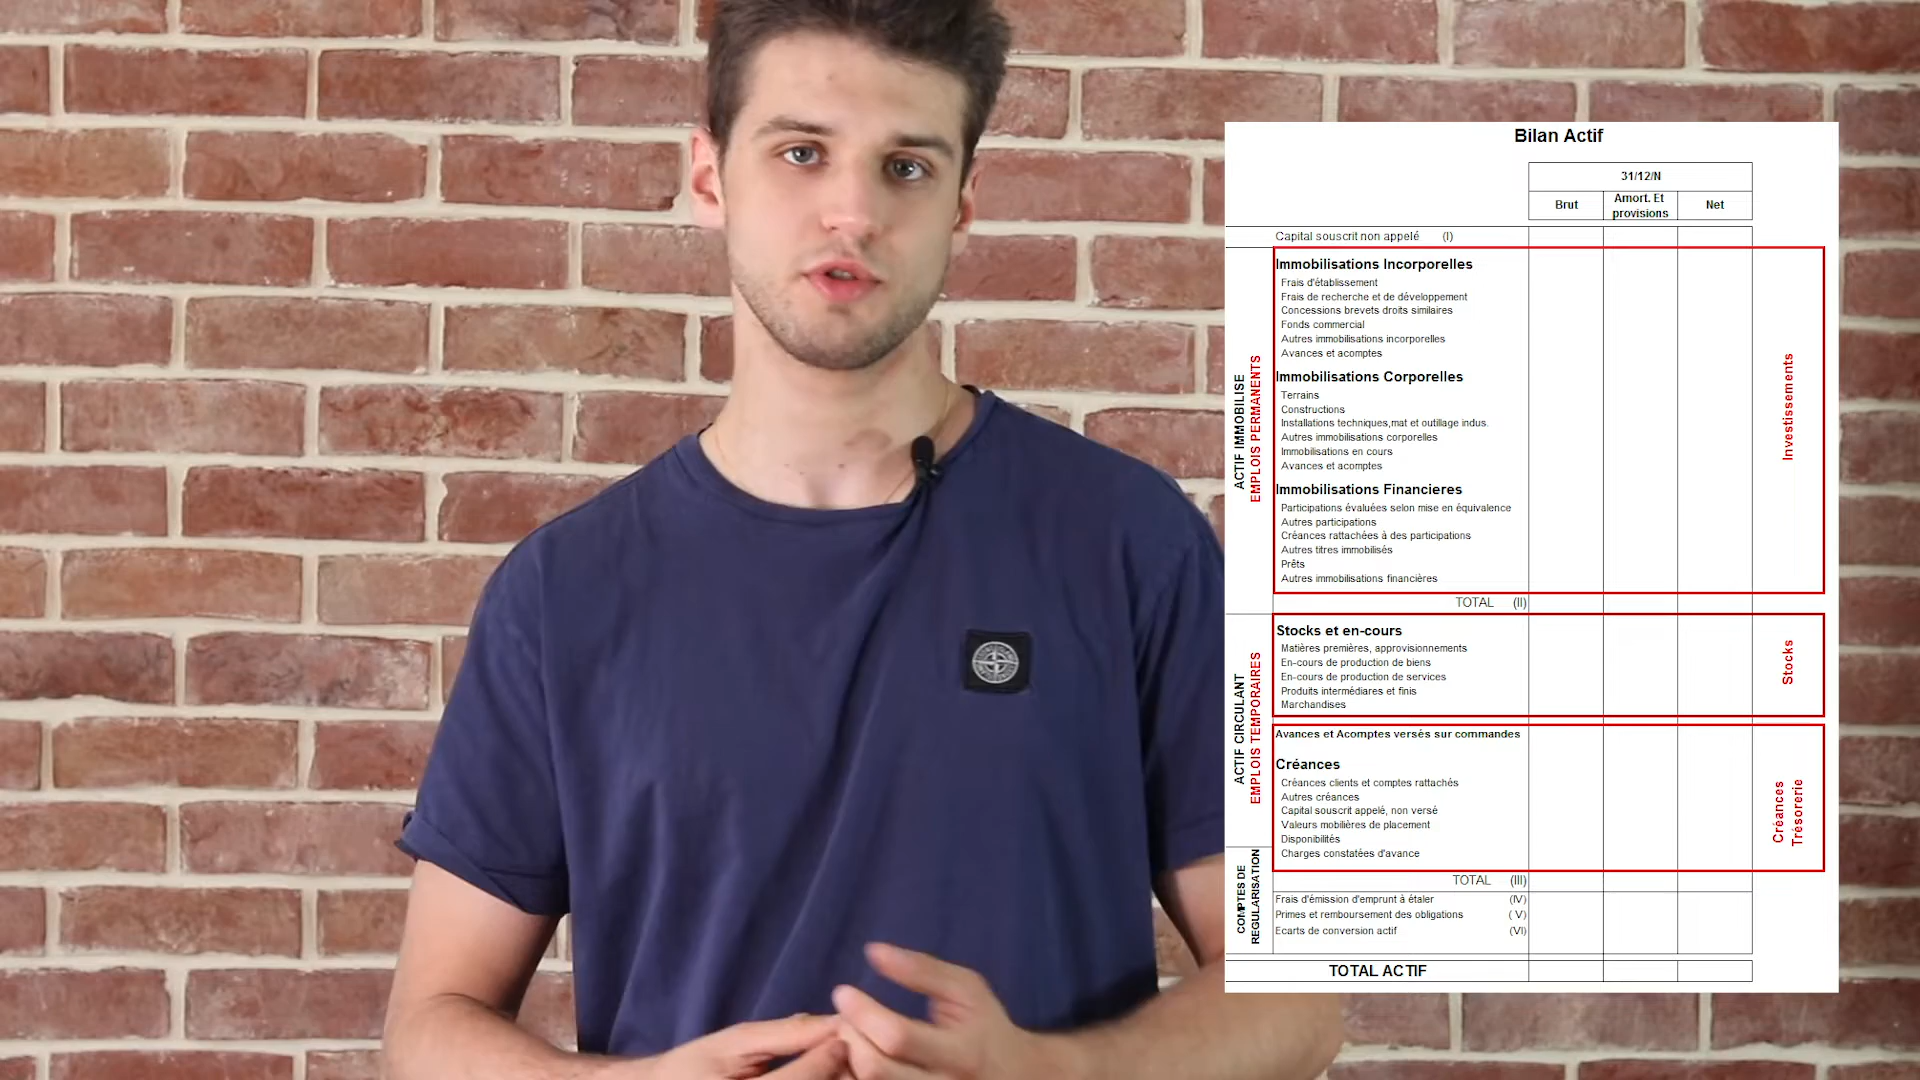 Bilan Actif
31/12/N
Brut
Amort. Et
provisions
Net
Capital souscrit non appelé (I)
ACTIF IMMOBILISE
EMPLOIS PERMANENTS
Immobilisations Incorporelles
Frais d'établissement
Frais de recherche et de développement
Concessions brevets droits similaires
Fonds commercial
Autres immobilisations incorporelles
Avances et acomptes
Immobilisations Corporelles
Terrains
Constructions
Installations techniques,mat et outillage indus.
Autres immobilisations corporelles
Immobilisations en cours
Avances et acomptes
Immobilisations Financieres
Participations évaluées selon mise en équivalence
Autres participations
Créances rattachées à des participations
Autres titres immobilisés
Prêts
Autres immobilisations financières
Investissements
TOTAL (II)
ACTIF CIRCULANT
EMPLOIS TEMPORAIRES
Stocks et en-cours
Matières premières, approvisionnements
En-cours de production de biens
En-cours de production de services
Produits intermédiaires et finis
Marchandises
Stocks
Avances et Acomptes versés sur commandes
Créances
Créances clients et comptes rattachés
Autres créances
Capital souscrit appelé, non versé
Valeurs mobilières de placement
Disponibilités
Charges constatées d'avance
Créances
Trésorerie
COMPTES DE
REGULARISATION
TOTAL (III)
Frais d'émission d'emprunt à étaler (IV)
Primes et remboursement des obligations ( V)
Ecarts de conversion actif (VI)
TOTAL ACTIF